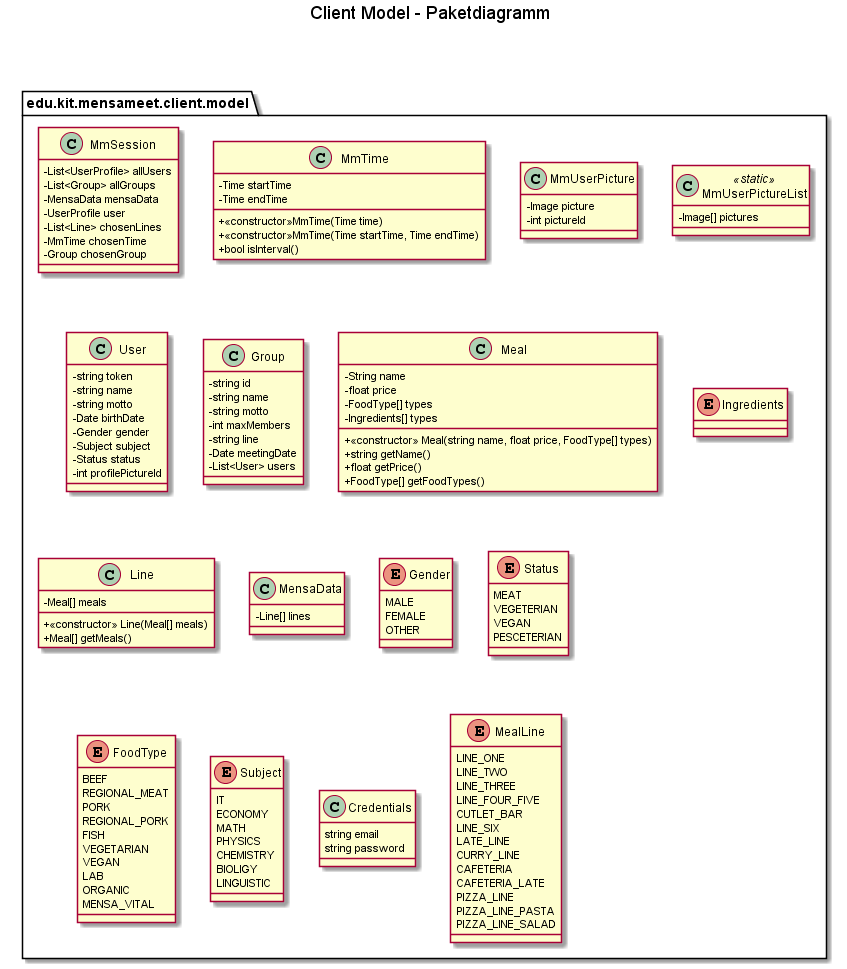 Client Model - Paketdiagramm
edu.kit.mensameet.client.model
C MmSession
-List<UserProfile> allUsers
-List<Group> allGroups
-MensaData mensaData
-UserProfile user
-List<Line> chosenLines
-MmTime chosenTime
-Group chosenGroup
C MmTime
-Time startTime
-Time endTime
+«constructor»MmTime(Time time)
+«constructor»MmTime(Time startTime, Time endTime)
+bool isInterval()
C MmUserPicture
-Image picture
-int pictureId
C «static»
MmUserPictureList
-Image[] pictures
C User
-string token
-string name
-string motto
-Date birthDate
-Gender gender
-Subject subject
-Status status
-int profilePictureId
C Group
-string id
-string name
-string motto
-int maxMembers
-string line
-Date meetingDate
-List<User> users
C Meal
-String name
-float price
-FoodType[] types
-Ingredients[] types
+«constructor» Meal(string name, float price, FoodType[] types)
+string getName()
+float getPrice()
+FoodType[] getFoodTypes()
E Ingredients
C Line
-Meal[] meals
+«constructor» Line(Meal[] meals)
+Meal[] getMeals()
C MensaData
-Line[] lines
E Gender
MALE
FEMALE
OTHER
E Status
MEAT
VEGETERIAN
VEGAN
PESCETERIAN
E FoodType
BEEF
REGIONAL_MEAT
PORK
REGIONAL_PORK
FISH
VEGETARIAN
VEGAN
LAB
ORGANIC
MENSA_VITAL
E Subject
IT
ECONOMY
MATH
PHYSICS
CHEMISTRY
BIOLIGY
LINGUISTIC
C Credentials
string email
string password
E MealLine
LINE_ONE
LINE_TWO
LINE_THREE
LINE_FOUR_FIVE
CUTLET_BAR
LINE_SIX
LATE_LINE
CURRY_LINE
CAFETERIA
CAFETERIA_LATE
PIZZA_LINE
PIZZA_LINE_PASTA
PIZZA_LINE_SALAD